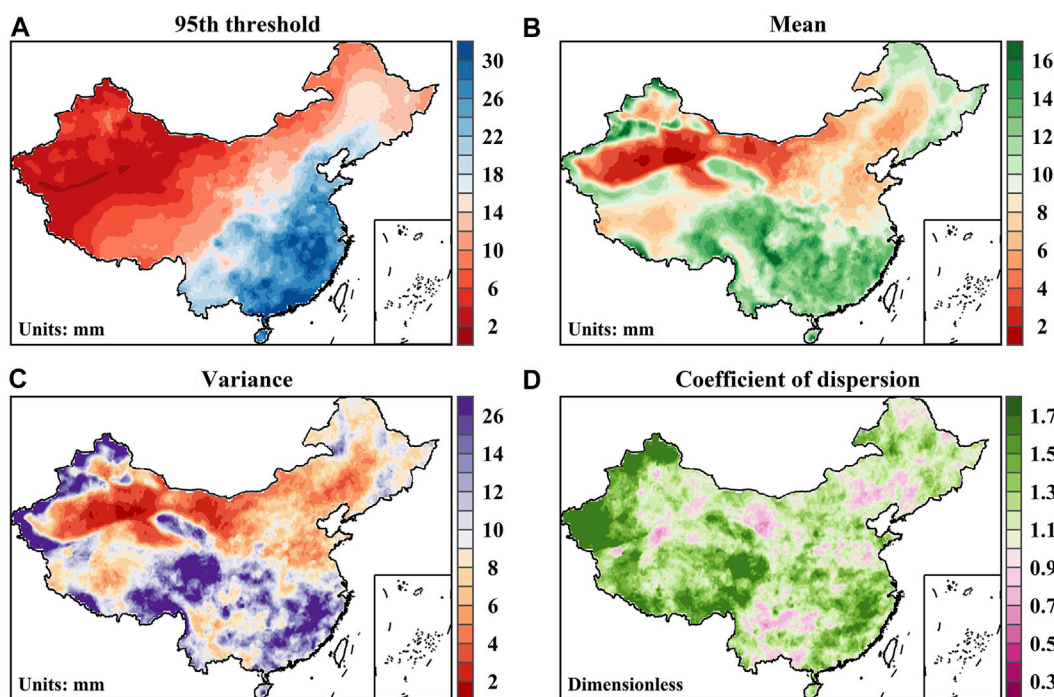 A
95th threshold
30
26
22
18
14
10
6
2
Units: mm
B
Mean
16
14
12
10
8
6
4
2
Units: mm
C
Variance
26
14
12
10
8
6
4
2
Units: mm
D
Coefficient of dispersion
1.7
1.5
1.3
1.1
0.9
0.7
0.5
0.3
Dimensionless